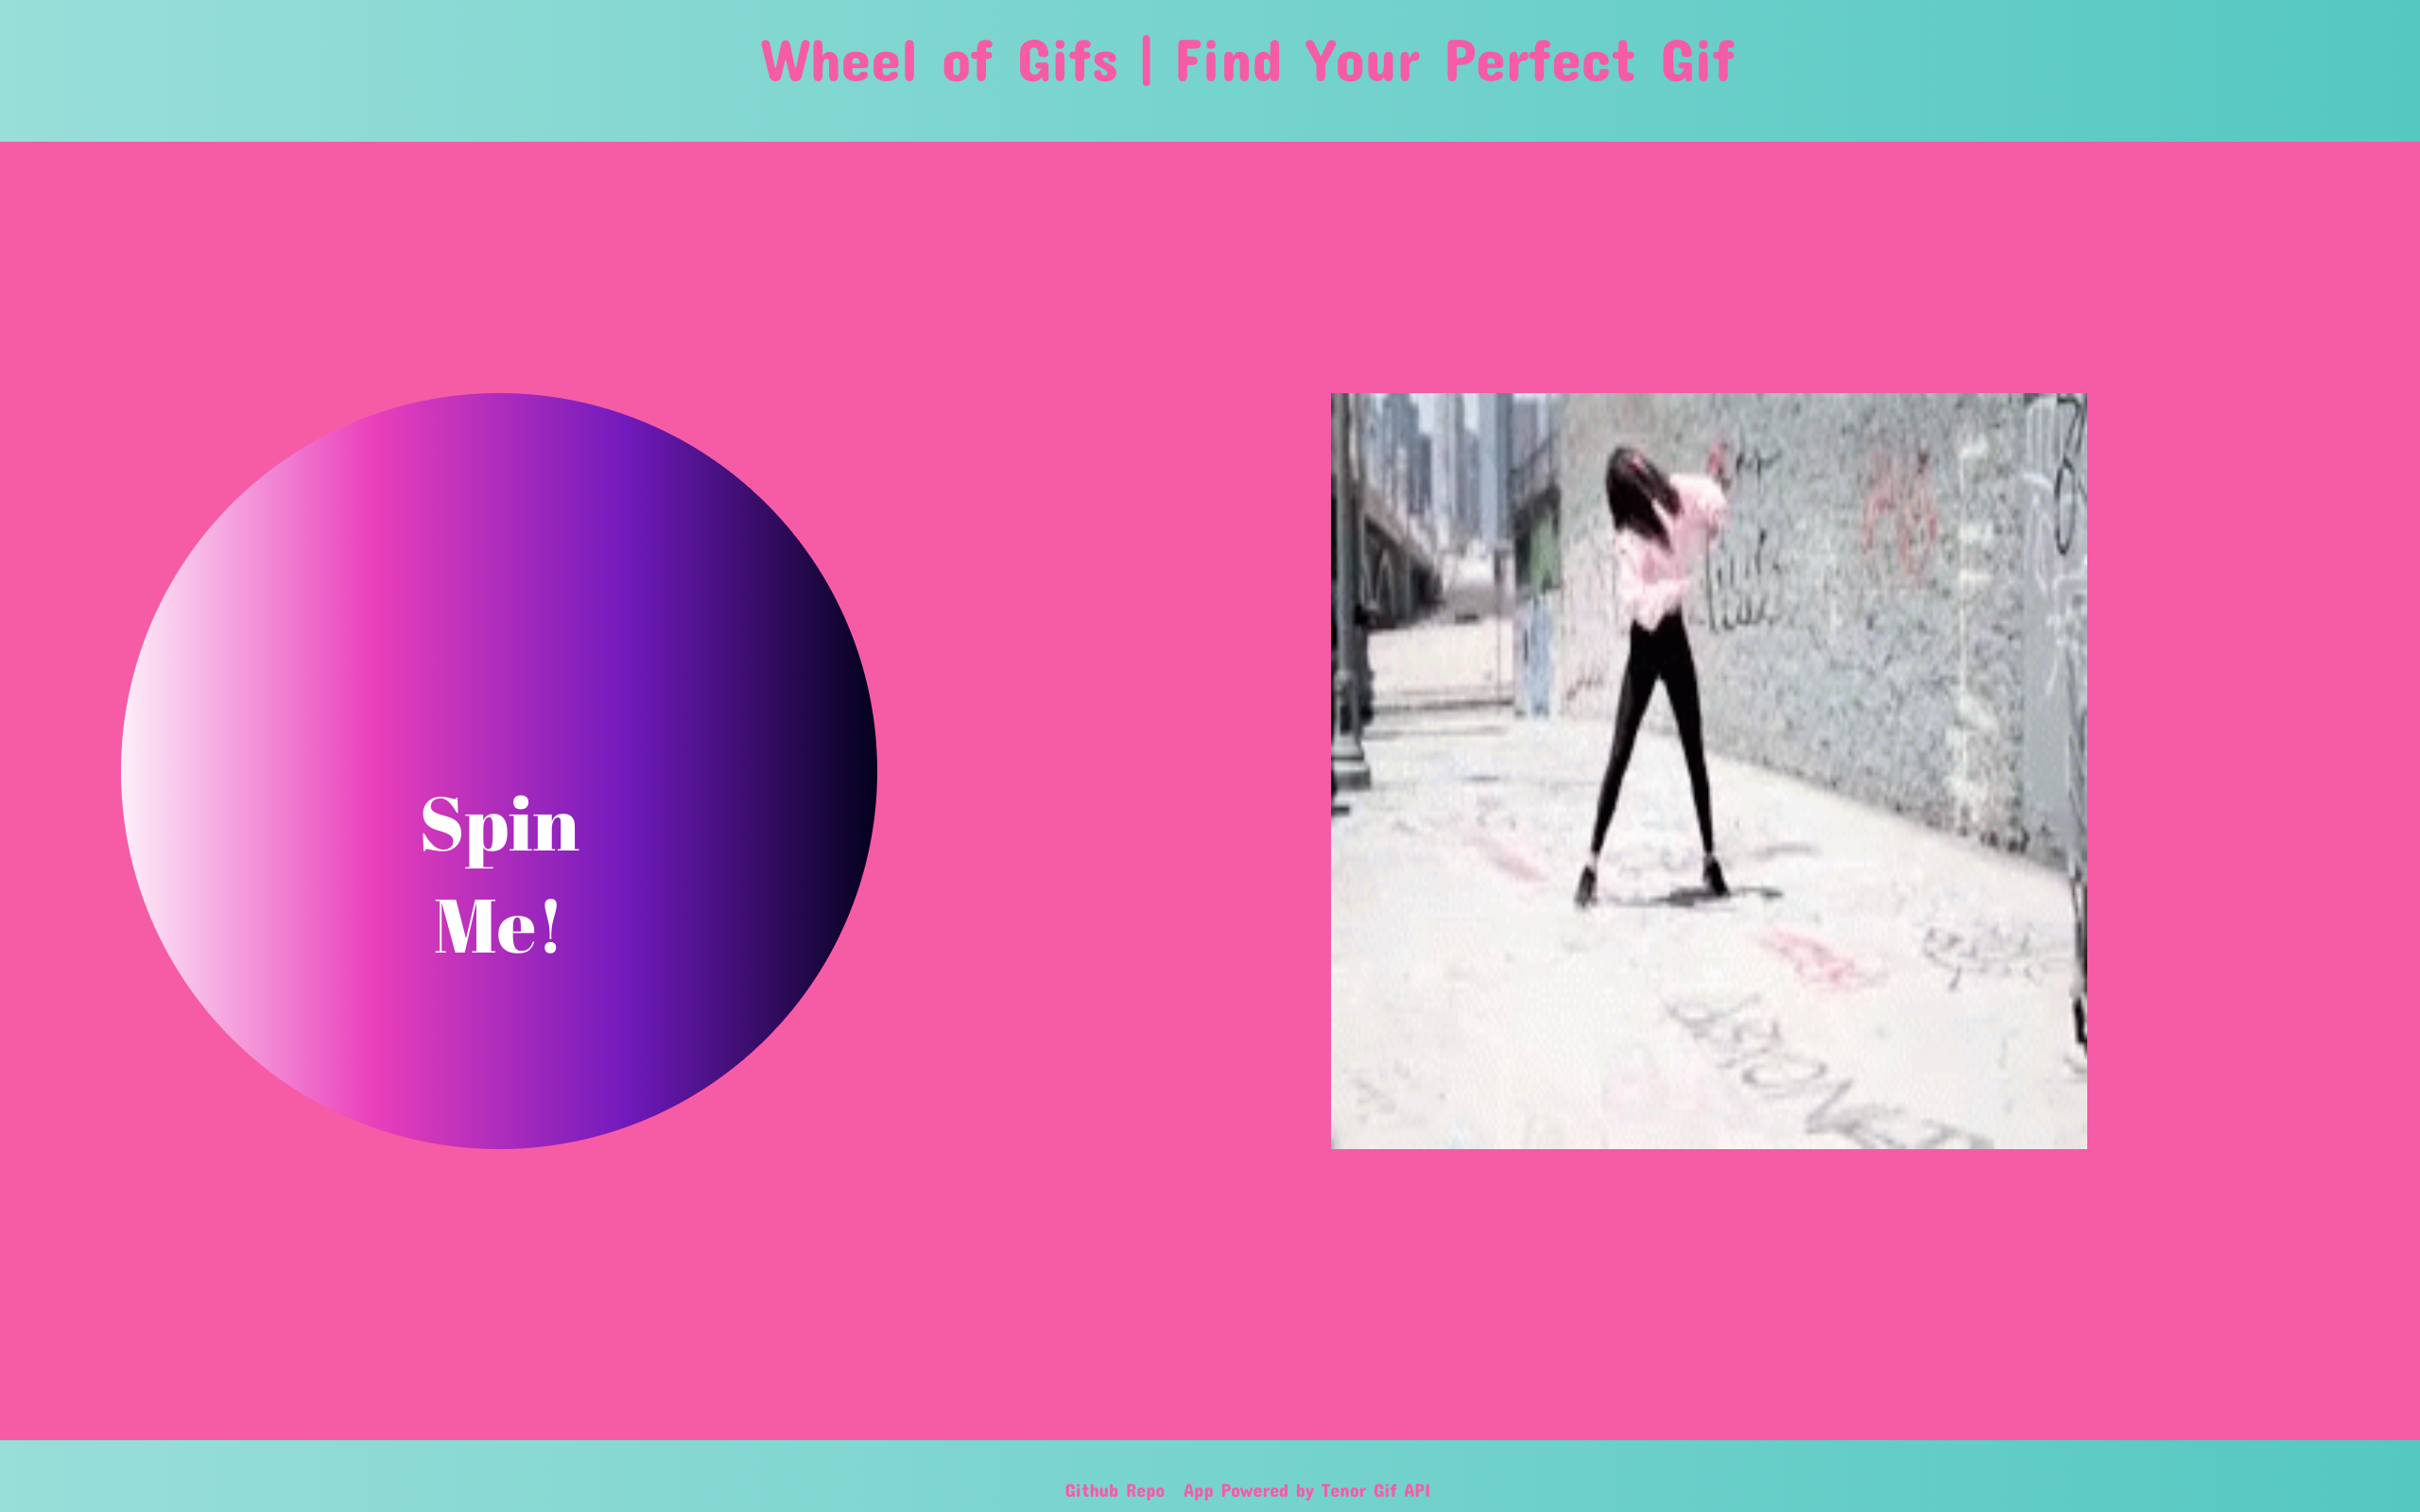 Wheel of Gifs | Find Your Perfect Gif
Spin
Me!
Github Repo App Powered by Tenor Gif API